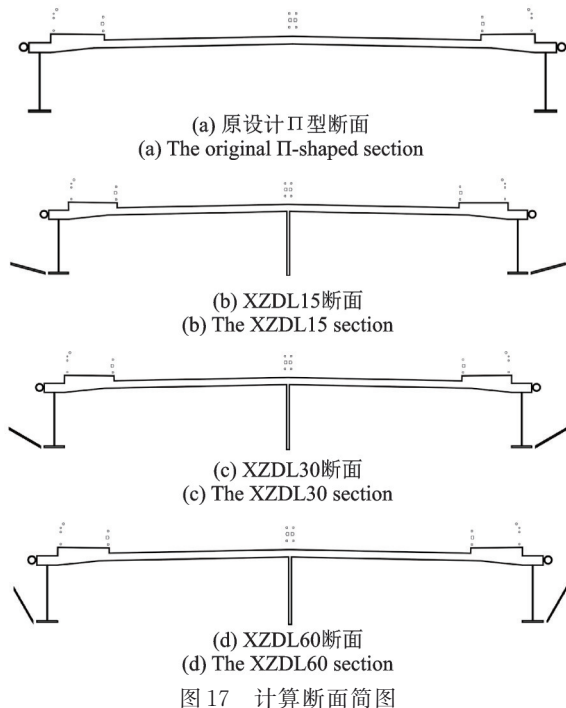 (a) 原设计Π型断面
(a) The original Π-shaped section
(b) XZDL15断面
(b) The XZDL15 section
(c) XZDL30断面
(c) The XZDL30 section
(d) XZDL60断面
(d) The XZDL60 section
图17 计算断面简图